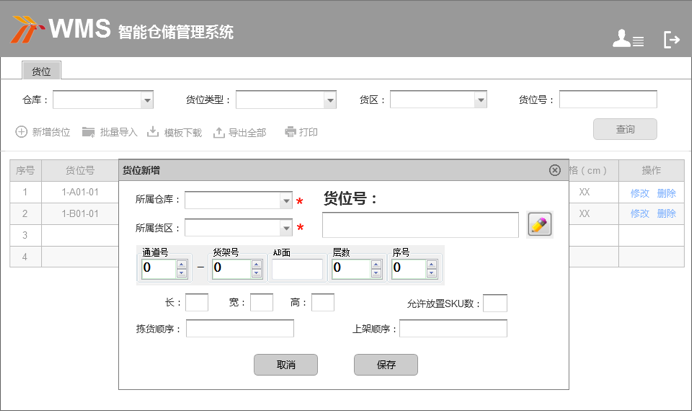 WMS 智能仓储管理系统
货位
仓库： 货位类型： 货区： 货位号：
新增货位 批量导入 模板下载 导出全部 打印 查询
序号 货位号 格（cm） 操作
1 1-A01-01 XX 修改 删除
2 1-B01-01 XX 修改 删除
3
4
货位新增
所属仓库： * 货位号：
所属货区： *
通道号 货架号 AB面 层数 序号
0 — 0 0 0
长： 宽： 高： 允许放置SKU数：
拣货顺序： 上架顺序：
取消 保存